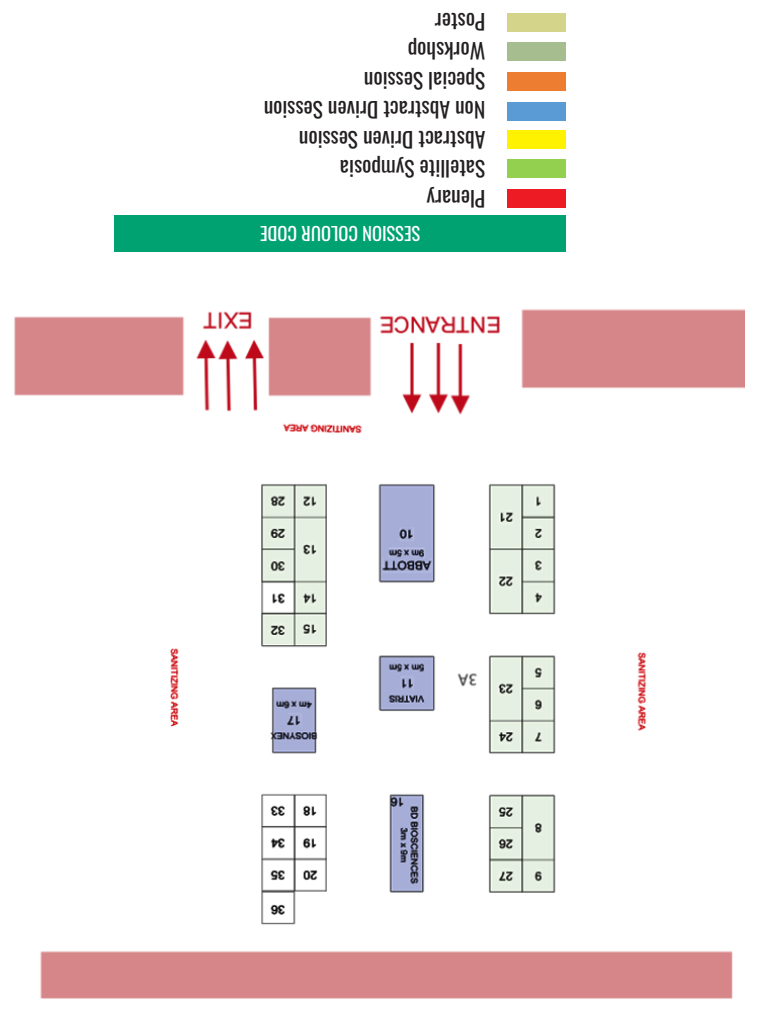 36
9 27
20 35
26
8
19 34
25
18 33
BD BIOSCIENCES
3m x 9m
16
7 24
BIOSYNEX
17
4m x 6m
6
23
5
VIATRIS
11
5m x 5m
3A
SANITIZING AREA
SANITIZING AREA
15 32
14 31
4
22
3
30
13
29
2
21
1
12 28
ABBOTT
9m x 5m
10
SANITIZING AREA
ENTRANCE
EXIT
SESSION COLOUR CODE
Plenary
Satellite Symposia
Abstract Driven Session
Non Abstract Driven Session
Special Session
Workshop
Poster